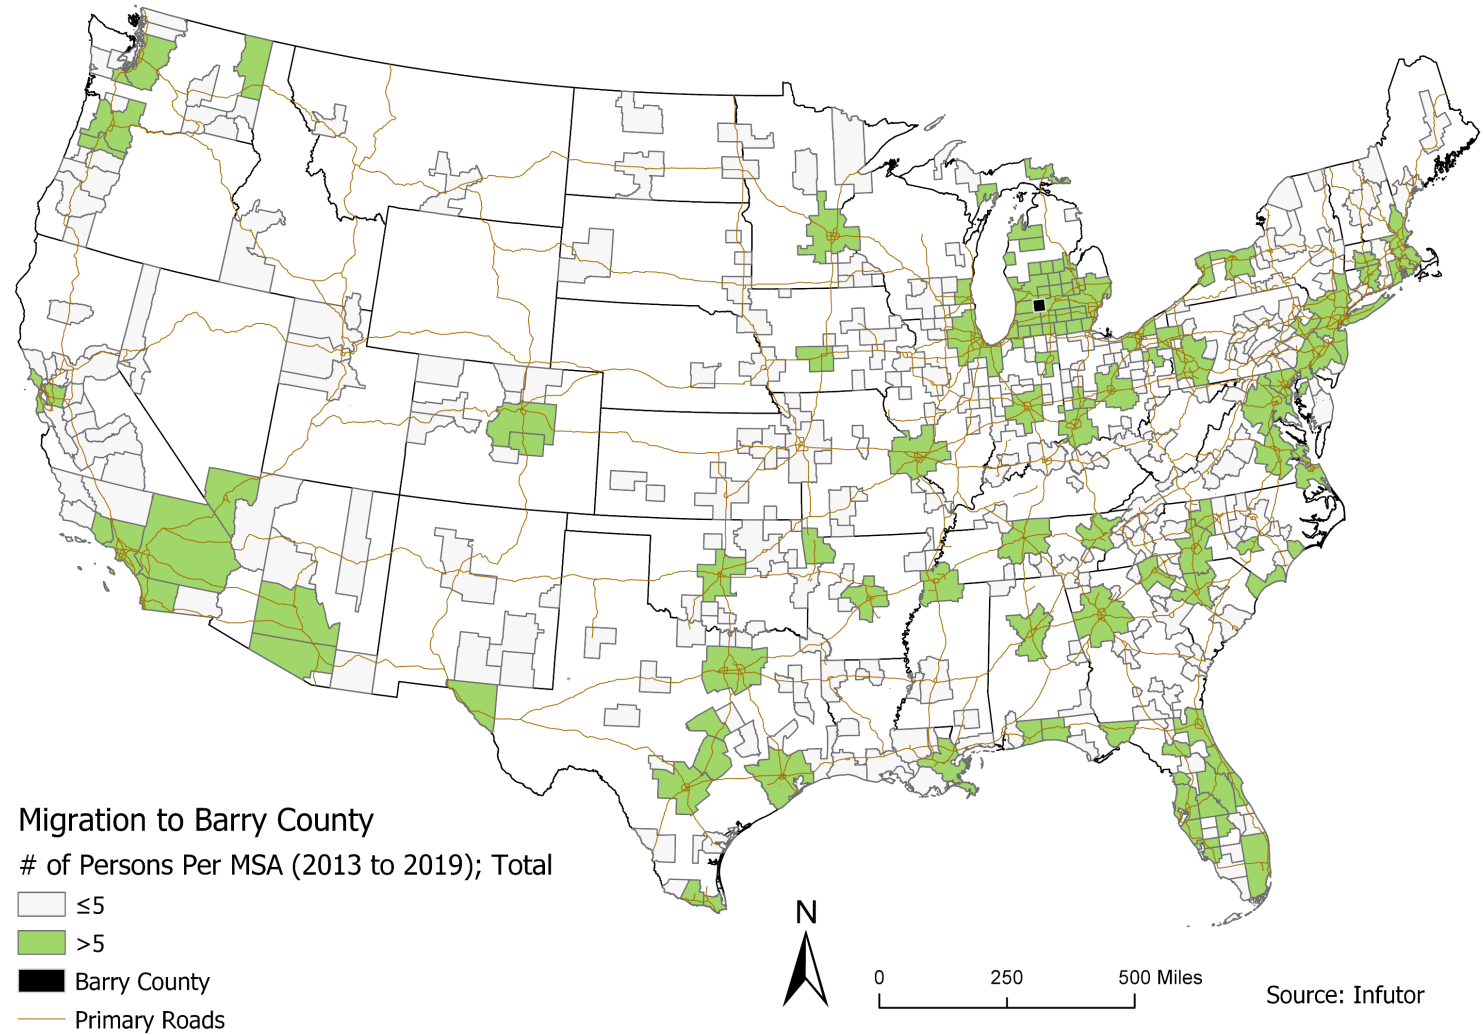 Migration to Barry County
# of Persons Per MSA (2013 to 2019); Total
≤5
>5
Barry County
Primary Roads
N
0 250 500 Miles
Source: Infutor